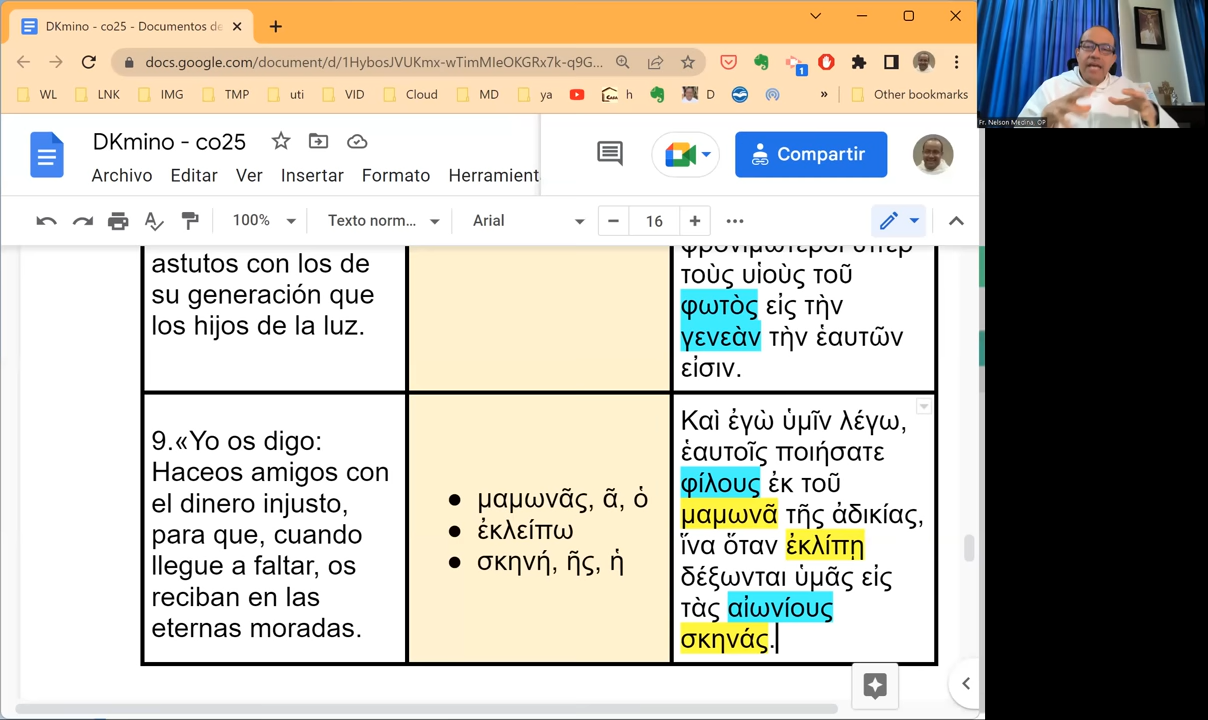 DKmino - co25 - Documentos de
docs.google.com/document/d/1HybosJVUKmx-wTimMIeOKGRx7k-q9G...
WL LNK IMG TMP uti VID Cloud MD ya h D » Other bookmarks
DKmino - co25
Archivo Editar Ver Insertar Formato Herramient
Compartir
100% Texto norm... Arial 16
Fr. Nelson Medina, OP
astutos con los de
su generación que
los hijos de la luz.
τοὺς υἱοὺς τοῦ
φωτὸς εἰς τὴν
γενεὰν τὴν ἑαυτῶν
εἰσιν.
9.«Yo os digo:
Haceos amigos con
el dinero injusto,
para que, cuando
llegue a faltar, os
reciban en las
eternas moradas.
● μαμωνᾶς, ᾶ, ὁ
● ἐκλείπω
● σκηνή, ῆς, ἡ
Καὶ ἐγὼ ὑμῖν λέγω,
ἑαυτοῖς ποιήσατε
φίλους ἐκ τοῦ
μαμωνᾶ τῆς ἀδικίας,
ἵνα ὅταν ἐκλίπῃ
δέξωνται ὑμᾶς εἰς
τὰς αἰωνίους
σκηνάς.